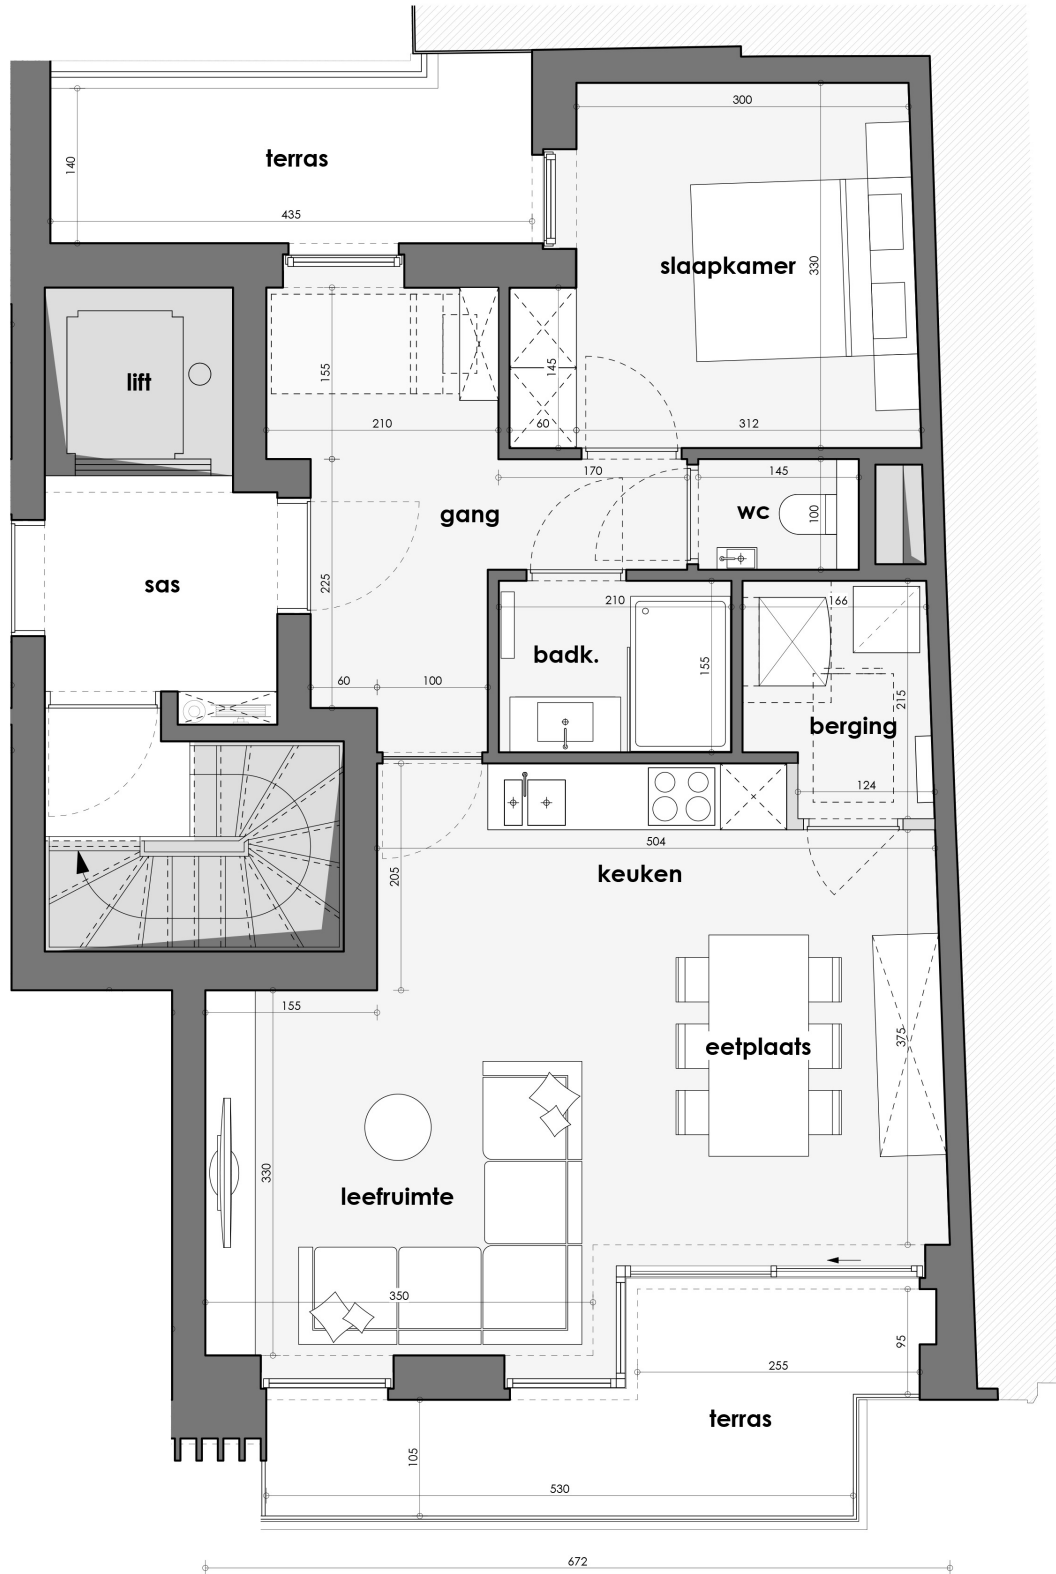 300
terras
140
435
slaapkamer
330
lift
155
145
210
60
312
170
145
wc
100
gang
sas
225
210
166
badk.
155
215
berging
60
100
124
504
keuken
205
155
375
eetplaats
330
leefruimte
350
95
255
terras
105
530
672